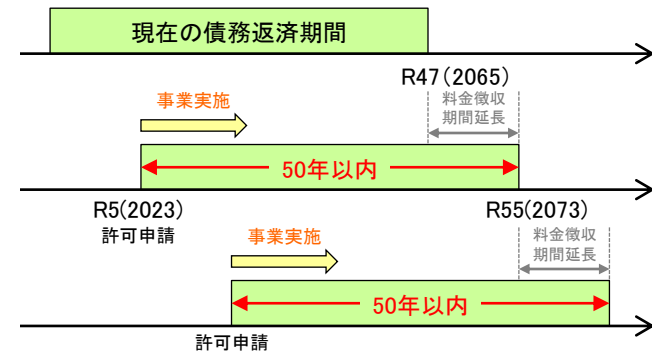 現在の債務返済期間
R47(2065)
事業実施
料金徴収
期間延長
50年以内
R5(2023)
許可申請
R55(2073)
事業実施
料金徴収
期間延長
50年以内
許可申請